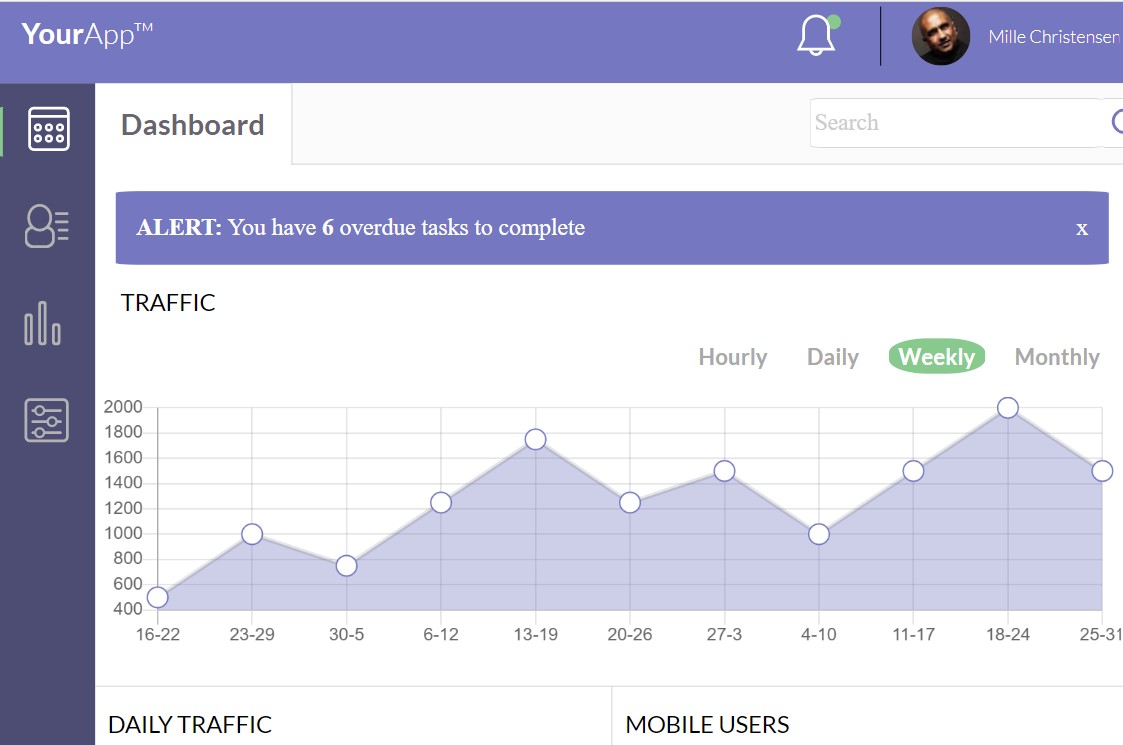 YourApp™
Mille Christensen
Dashboard
Search
ALERT: You have 6 overdue tasks to complete x
TRAFFIC
Hourly Daily Weekly Monthly
2000
1800
1600
1400
1200
1000
800
600
400
16-22 23-29 30-5 6-12 13-19 20-26 27-3 4-10 11-17 18-24 25-31
DAILY TRAFFIC
MOBILE USERS